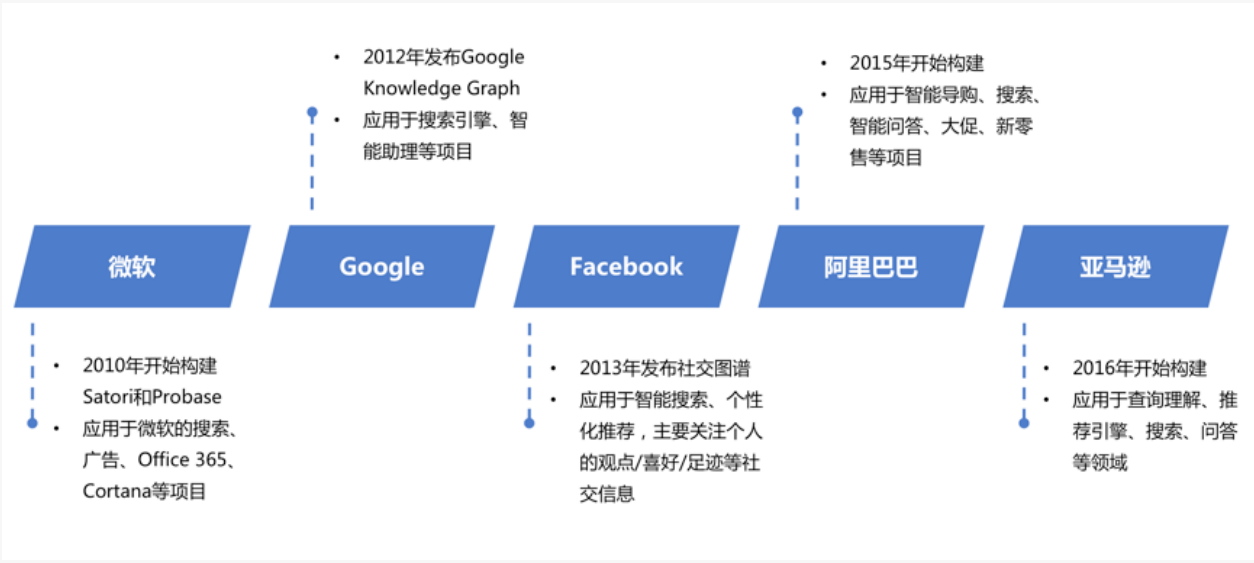 2012年发布Google
Knowledge Graph
应用于搜索引擎、智
能助理等项目
2015年开始构建
应用于智能导购、搜索、
智能问答、大促、新零
售等项目
微软
Google
Facebook
阿里巴巴
亚马逊
2010年开始构建
Satori和Probase
应用于微软的搜索、
广告、Office 365、
Cortana等项目
2013年发布社交图谱
应用于智能搜索、个性
化推荐，主要关注个人
的观点/喜好/足迹等社
交信息
2016年开始构建
应用于查询理解、推
荐引擎、搜索、问答
等领域